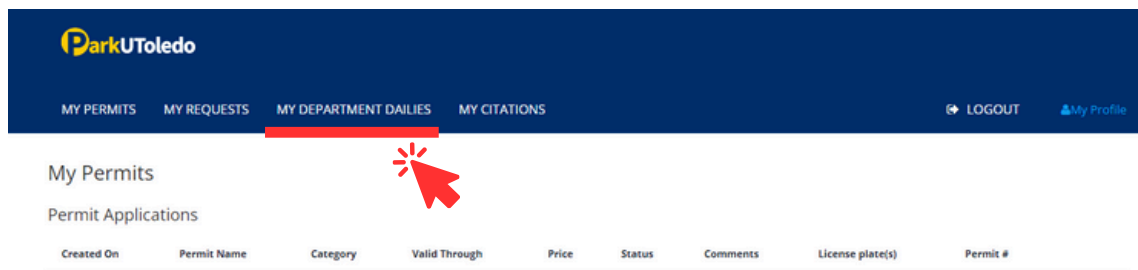 ParkUToledo
MY PERMITS MY REQUESTS MY DEPARTMENT DAILIES MY CITATIONS LOGOUT My Profile
My Permits
Permit Applications
Created On Permit Name Category Valid Through Price Status Comments License plate(s) Permit #